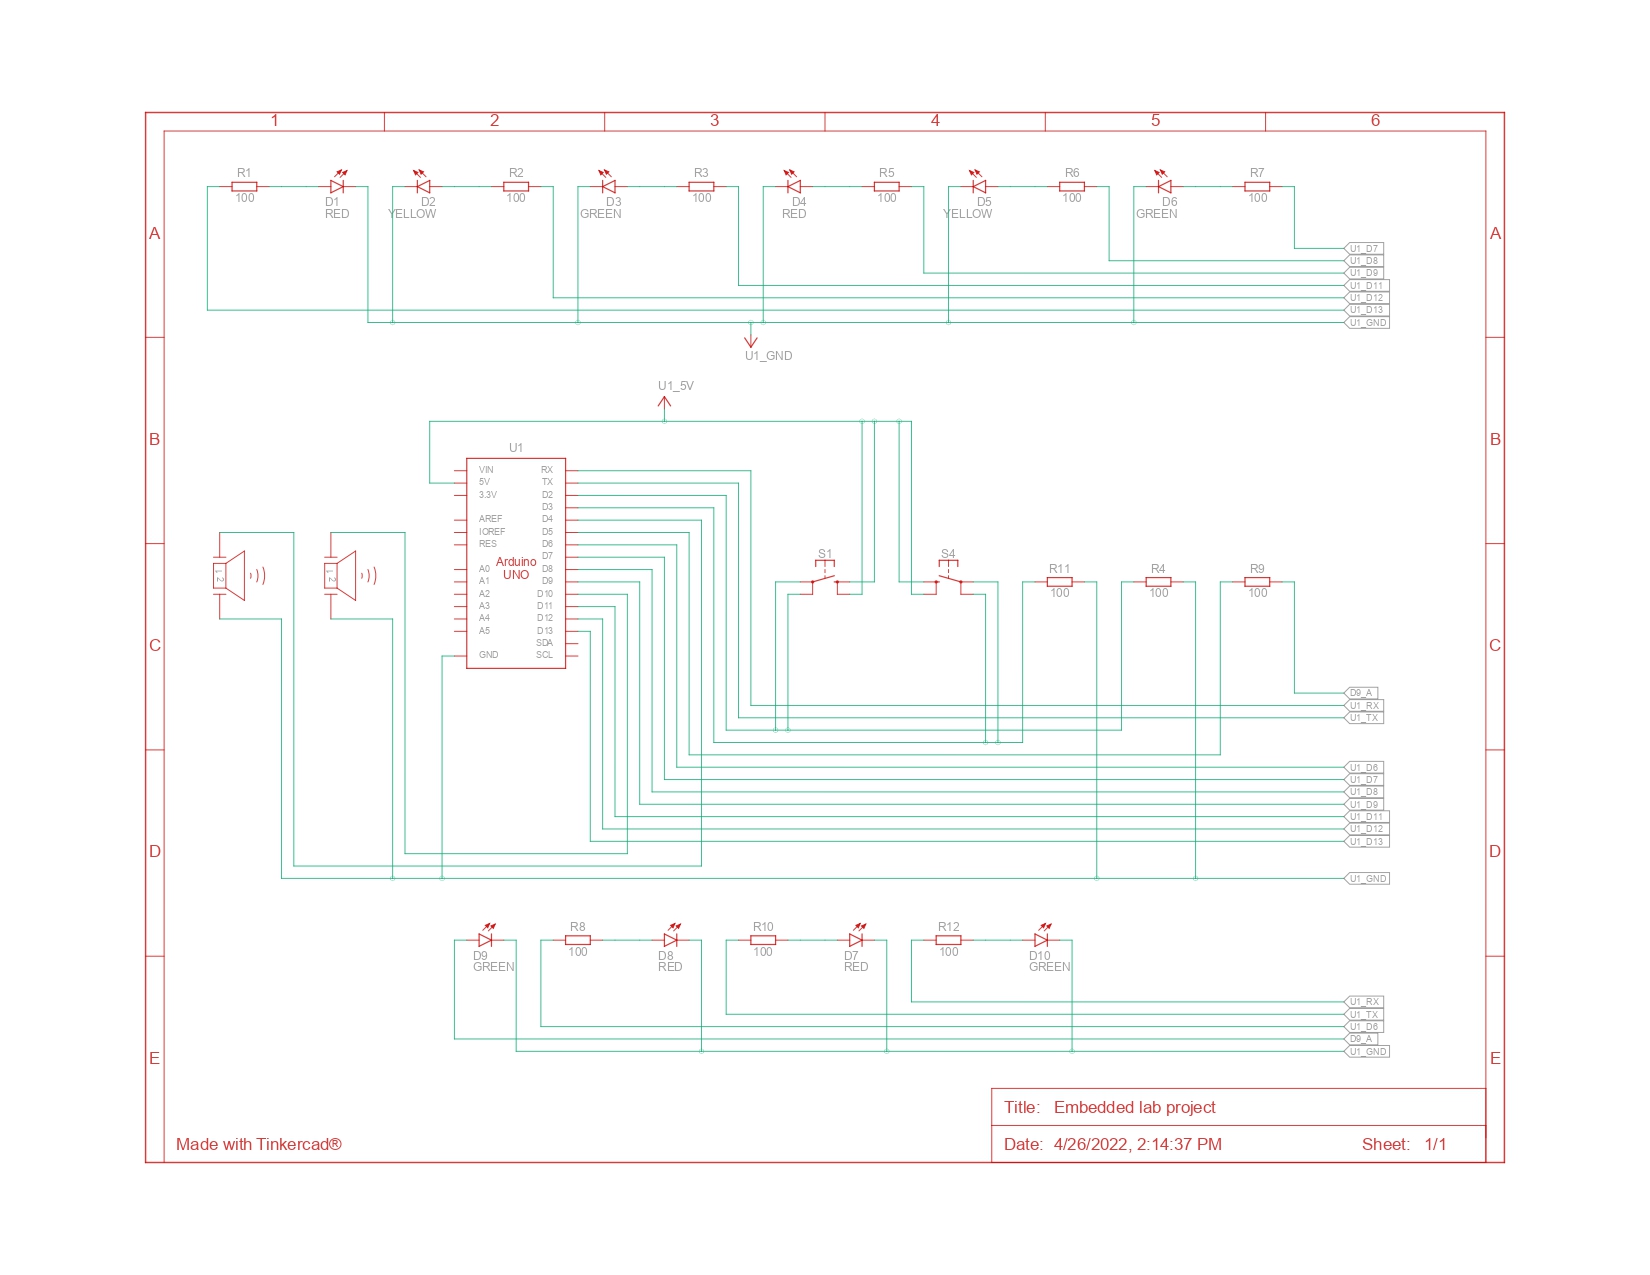 1 2 3 4 5 6
R1 R2 R3 R5 R6 R7
100 D1 D2 100 D3 100 D4 100 D5 100 D6 100
RED YELLOW GREEN RED YELLOW GREEN
A A
U1_D7
U1_D8
U1_D9
U1_D11
U1_D12
U1_D13
U1_GND
U1_GND
U1_5V
B B
U1
VIN RX
5V TX
3.3V D2
D3
AREF D4
IOREF D5
RES D6
D7
Arduino
UNO
A0 D8
A1 D9
A2 D10
A3 D11
A4 D12
A5 D13
SDA
GND SCL
1 2 1 2
S1 S4 R11 R4 R9
100 100 100
C C
D9_A
U1_RX
U1_TX
U1_D6
U1_D7
U1_D8
U1_D9
U1_D11
U1_D12
U1_D13
D D
U1_GND
R8 R10 R12
D9 100 D8 100 D7 100 D10
GREEN RED RED GREEN
U1_RX
U1_TX
U1_D6
D9_A
U1_GND
E E
Title: Embedded lab project
Made with Tinkercad® Date: 4/26/2022, 2:14:37 PM Sheet: 1/1